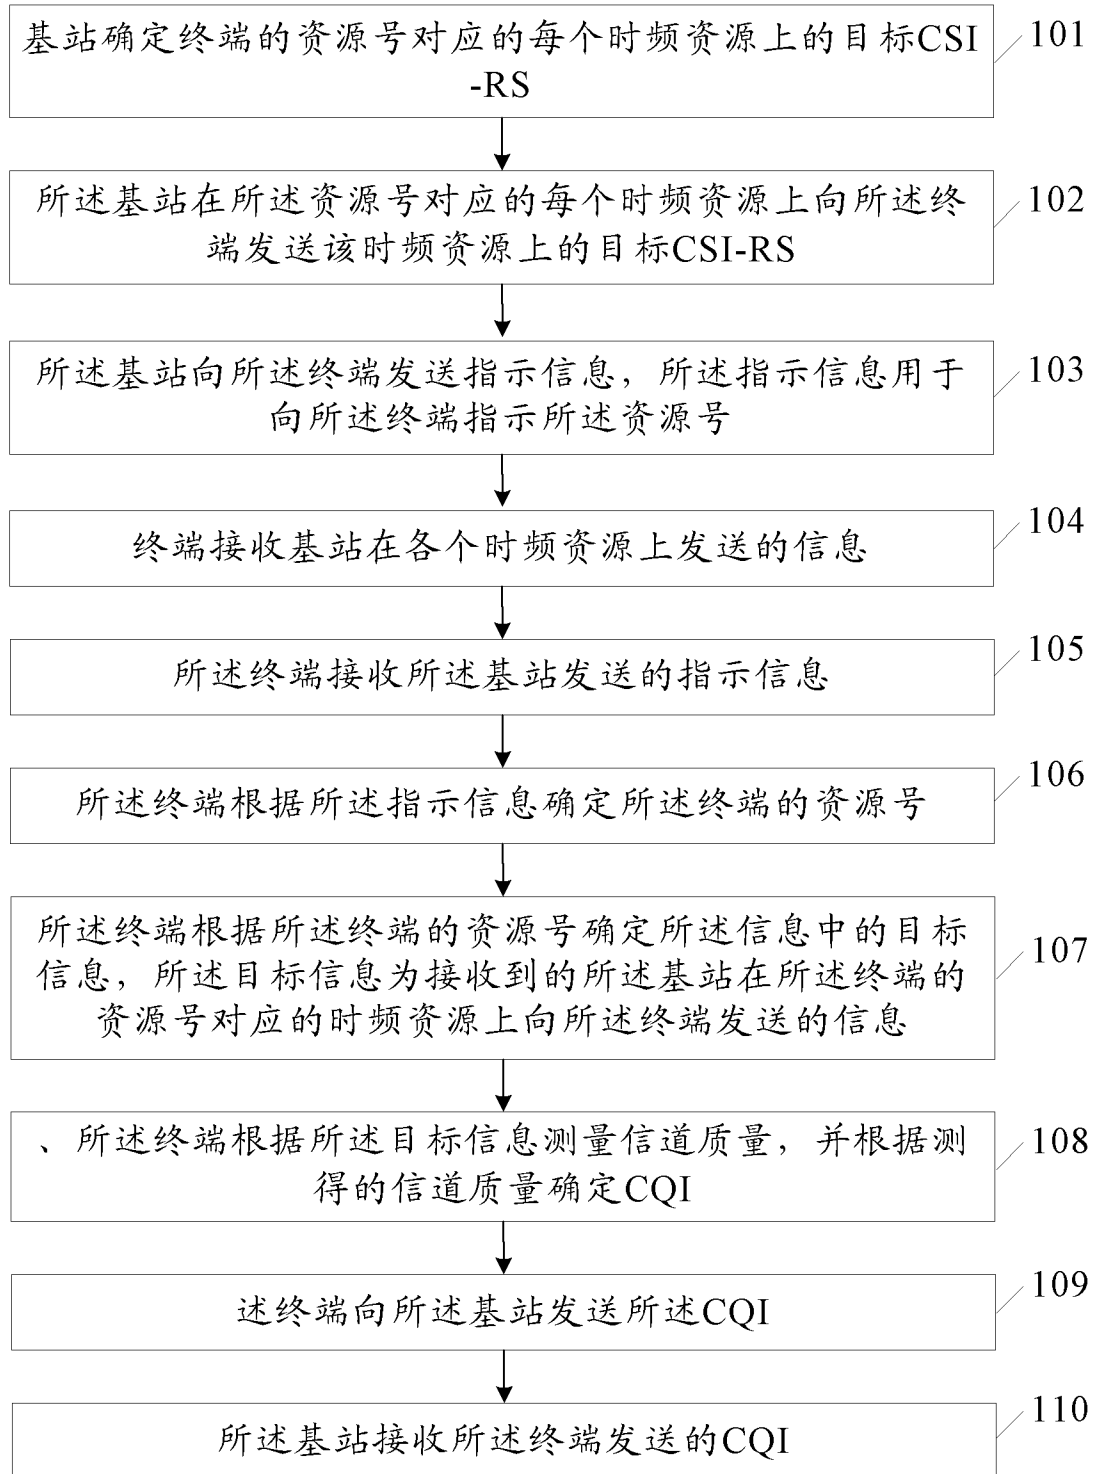 基站确定终端的资源号对应的每个时频资源上的目标CSI
-RS
101
所述基站在所述资源号对应的每个时频资源上向所述终
端发送该时频资源上的目标CSI-RS
102
所述基站向所述终端发送指示信息，所述指示信息用于
向所述终端指示所述资源号
103
终端接收基站在各个时频资源上发送的信息
104
所述终端接收所述基站发送的指示信息
105
所述终端根据所述指示信息确定所述终端的资源号
106
所述终端根据所述终端的资源号确定所述信息中的目标
信息，所述目标信息为接收到的所述基站在所述终端的
资源号对应的时频资源上向所述终端发送的信息
107
、所述终端根据所述目标信息测量信道质量，并根据测
得的信道质量确定CQI
108
述终端向所述基站发送所述CQI
109
所述基站接收所述终端发送的CQI
110